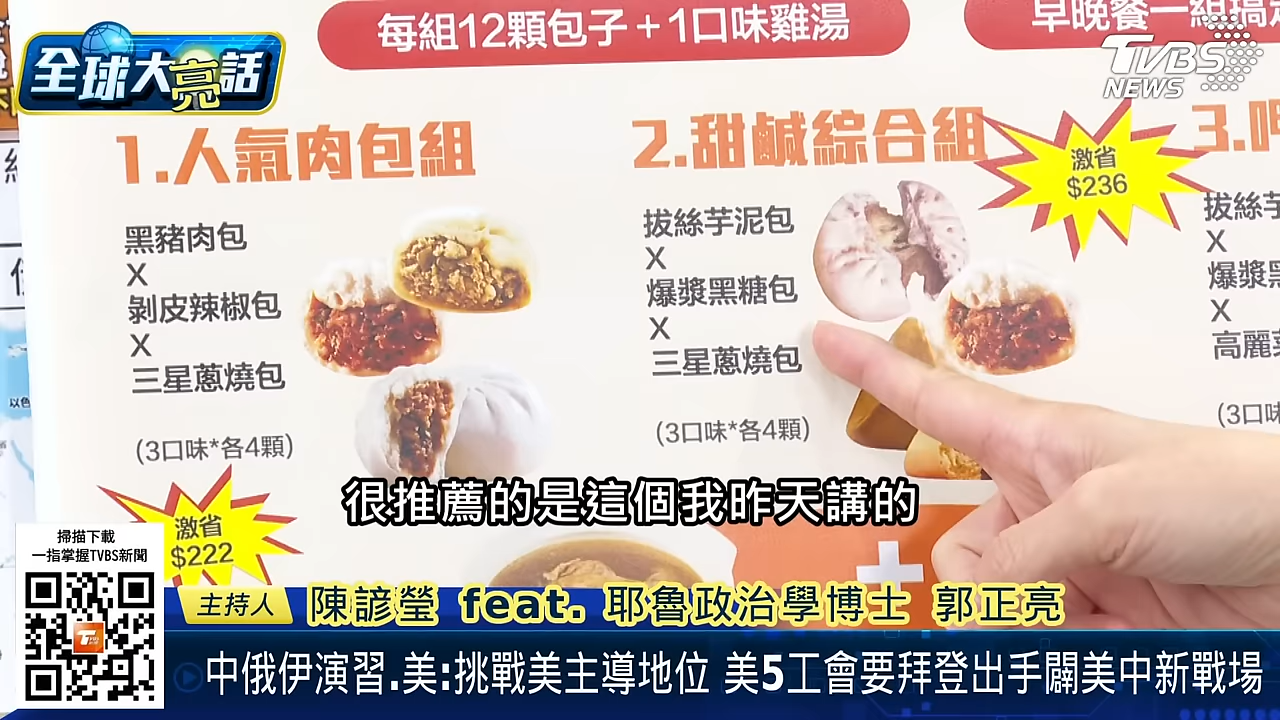 每組12顆包子+1口味雞湯
早晚餐一組搞定
全球大亮話
TVBS
NEWS
1.人氣肉包組
黑豬肉包
X
剝皮辣椒包
X
三星蔥燒包
(3口味*各4顆)
激省
$222
2.甜鹹綜合組
激省
$236
拔絲芋泥包
X
爆漿黑糖包
X
三星蔥燒包
(3口味*各4顆)
3.
拔絲芋
X
爆漿黑
X
高麗菜
(3口味
以色
很推薦的是這個我昨天講的
+
掃描下載
一指掌握TVBS新聞
主持人
陳諺瑩 feat. 耶魯政治學博士 郭正亮
中俄伊演習.美:挑戰美主導地位 美5工會要拜登出手闢美中新戰場